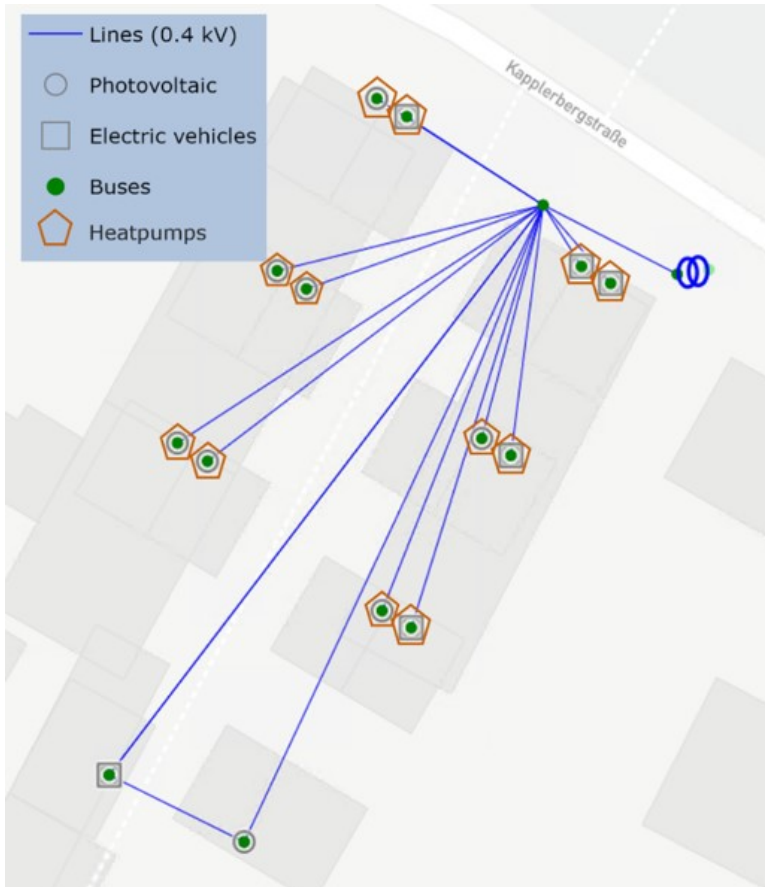 Lines (0.4 kV)
Photovoltaic
Electric vehicles
Buses
Heatpumps
Kapplerbergstraße